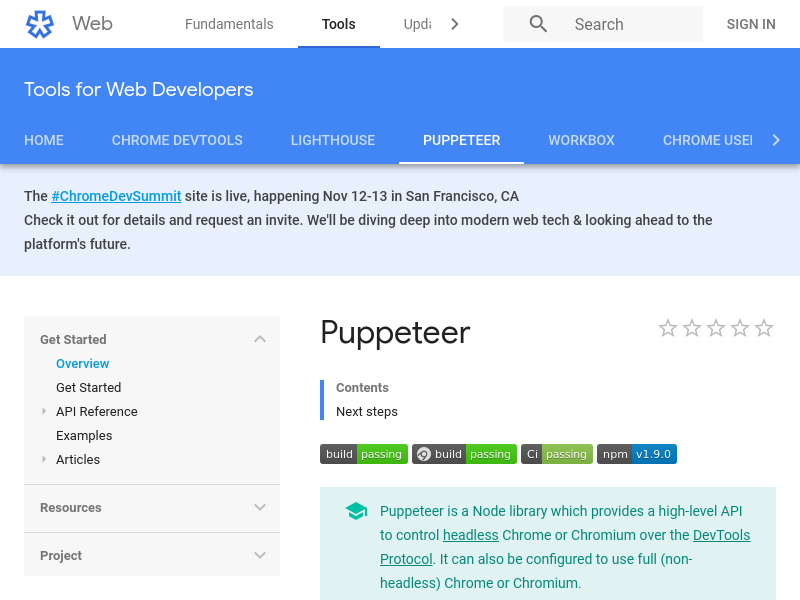 Web
Fundamentals
Tools
Upda
Search
SIGN IN
Tools for Web Developers
HOME
CHROME DEVTOOLS
LIGHTHOUSE
PUPPETEER
WORKBOX
CHROME USE
The #ChromeDevSummit site is live, happening Nov 12-13 in San Francisco, CA
Check it out for details and request an invite. We'll be diving deep into modern web tech & looking ahead to the
platform's future.
Get Started
Overview
Get Started
API Reference
Examples
Articles
Resources
Project
Puppeteer
Contents
Next steps
build passing
build passing
Ci passing
npm v1.9.0
Puppeteer is a Node library which provides a high-level API
to control headless Chrome or Chromium over the DevTools
Protocol. It can also be configured to use full (non-
headless) Chrome or Chromium.